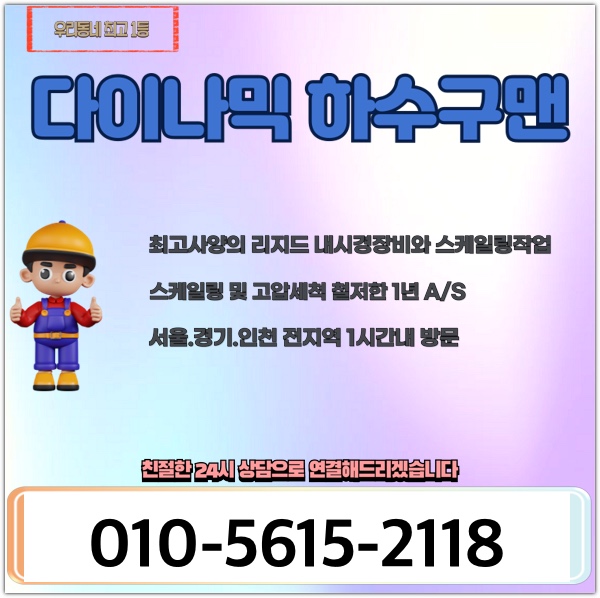 우리동네 최고 1등
다이나믹 하수구맨
최고사양의 리지드 내시경장비와 스케일링작업
스케일링 및 고압세척 철저한 1년 A/S
서울.경기.인천 전지역 1시간내 방문
친절한 24시 상담으로 연결해드리겠습니다
010-5615-2118